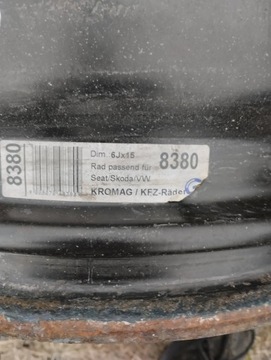 8380
Dim. 6Jx15
Rad passend für
8380
Seat/Skoda/VW
KROMAG / KFZ-Räder